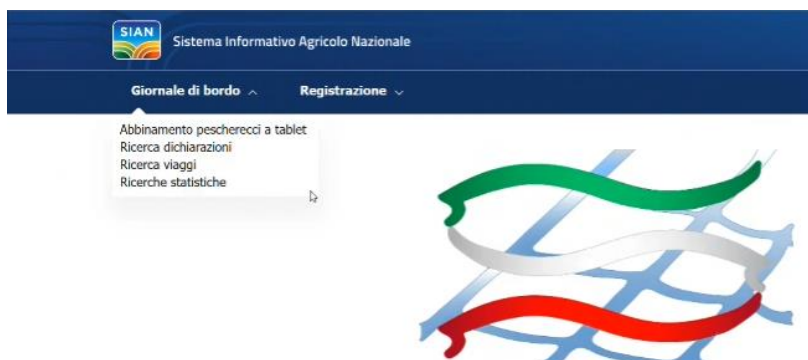 SIAN
Sistema Informativo Agricolo Nazionale
Giornale di bordo Registrazione
Abbinamento pescherecci a tablet
Ricerca dichiarazioni
Ricerca viaggi
Ricerche statistiche